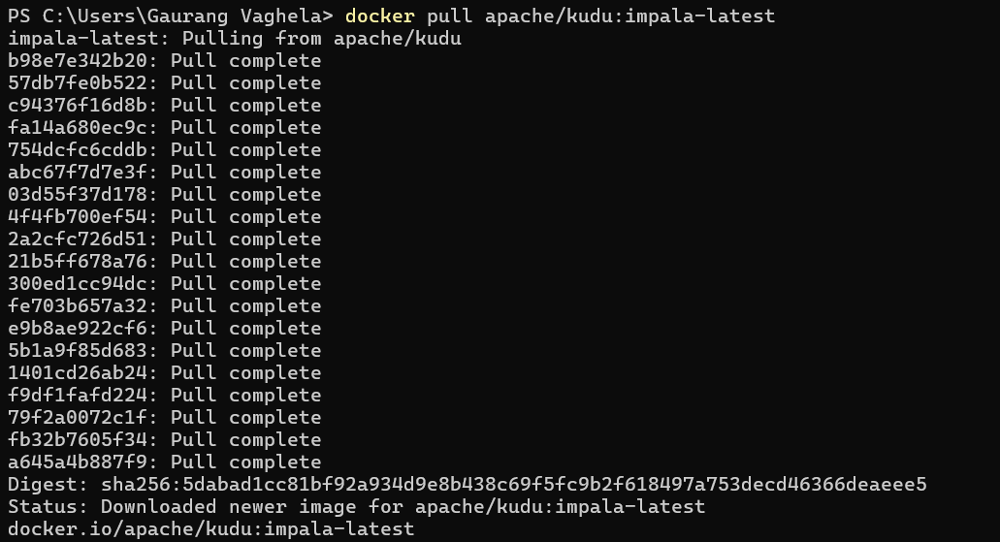 PS C:\Users\Gaurang Vaghela> docker pull apache/kudu:impala-latest
impala-latest: Pulling from apache/kudu
b98e7e342b20: Pull complete
57db7fe0b522: Pull complete
c94376f16d8b: Pull complete
fa14a680ec9c: Pull complete
754dcfc6cddb: Pull complete
abc67f7d7e3f: Pull complete
03d55f37d178: Pull complete
4f4fb700ef54: Pull complete
2a2cfc726d51: Pull complete
21b5ff678a76: Pull complete
300ed1cc94dc: Pull complete
fe703b657a32: Pull complete
e9b8ae922cf6: Pull complete
5b1a9f85d683: Pull complete
1401cd26ab24: Pull complete
f9df1fafd224: Pull complete
79f2a0072c1f: Pull complete
fb32b7605f34: Pull complete
a645a4b887f9: Pull complete
Digest: sha256:5dabad1cc81bf92a934d9e8b438c69f5fc9b2f618497a753decd46366deaeee5
Status: Downloaded newer image for apache/kudu:impala-latest
docker.io/apache/kudu:impala-latest